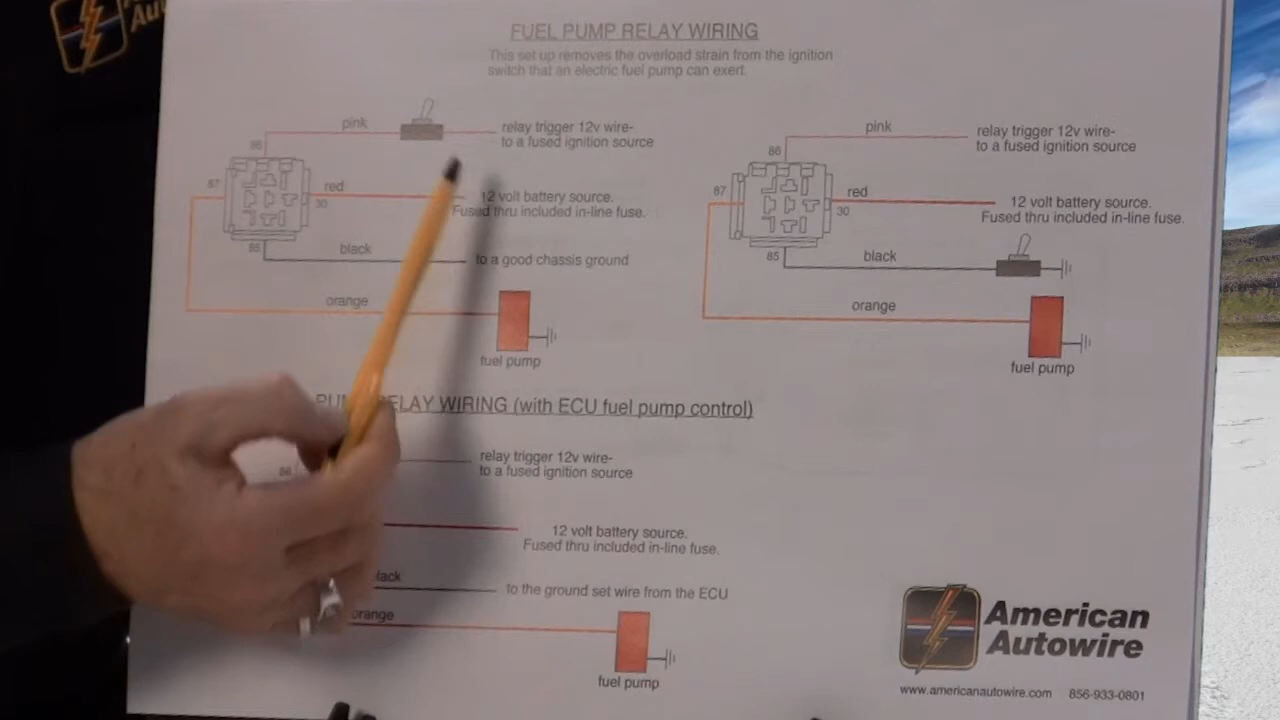 FUEL PUMP RELAY WIRING
This set up removes the overload strain from the ignition
switch that an electric fuel pump can exert.
pink
relay trigger 12v wire-
to a fused ignition source
86
87
red
30
12 volt battery source.
Fused thru included in-line fuse.
85
black
to a good chassis ground
orange
fuel pump
pink
relay trigger 12v wire-
to a fused ignition source
86
87
red
30
12 volt battery source.
Fused thru included in-line fuse.
85
black
orange
fuel pump
PUMP RELAY WIRING (with ECU fuel pump control)
86
relay trigger 12v wire-
to a fused ignition source
12 volt battery source.
Fused thru included in-line fuse.
lack
to the ground set wire from the ECU
orange
fuel pump
American
Autowire
www.americanautowire.com 856-933-0801